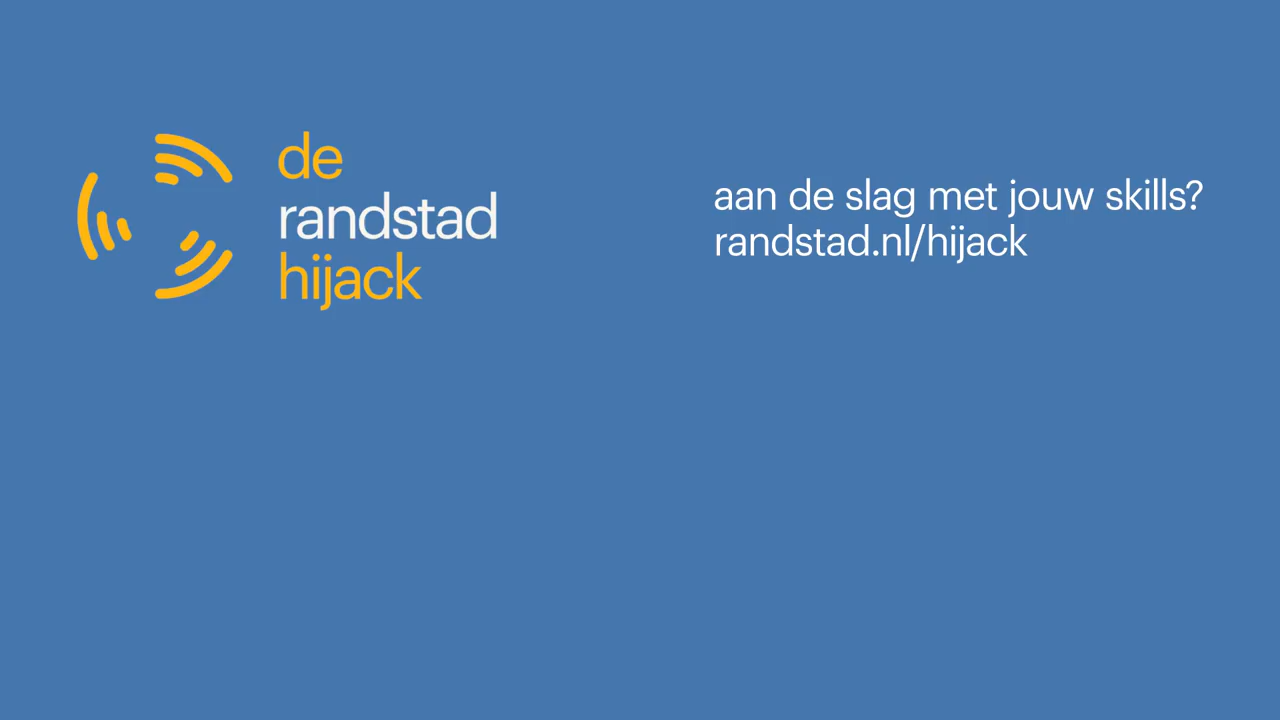 de
randstad
hijack
aan de slag met jouw skills?
randstad.nl/hijack